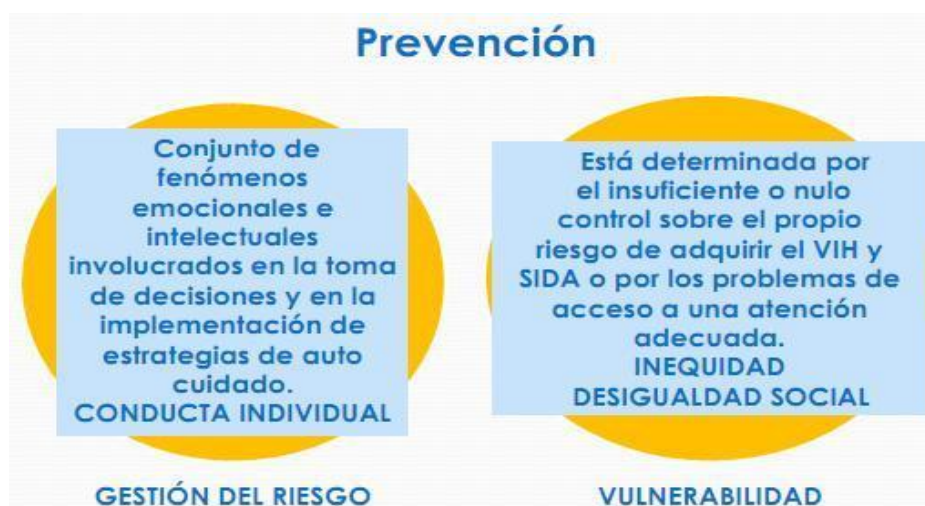 Prevención
Conjunto de
fenómenos
emocionales e
intelectuales
involucrados en la toma
de decisiones y en la
implementación de
estrategias de auto
cuidado.
CONDUCTA INDIVIDUAL
GESTIÓN DEL RIESGO
Está determinada por
el insuficiente o nulo
control sobre el propio
riesgo de adquirir el VIH y
SIDA o por los problemas de
acceso a una atención
adecuada.
INEQUIDAD
DESIGUALDAD SOCIAL
VULNERABILIDAD